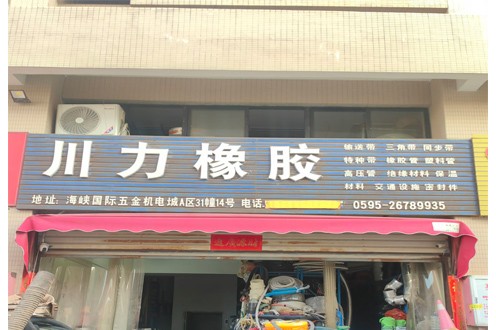 川力橡胶
输送带 三角带 同步带
特种带 橡胶管 塑料管
高压管 绝缘材料 保温
材料 交通设施 密封件
地址:海峡国际五金机电城A区31幢14号 电话:
0595-26789935